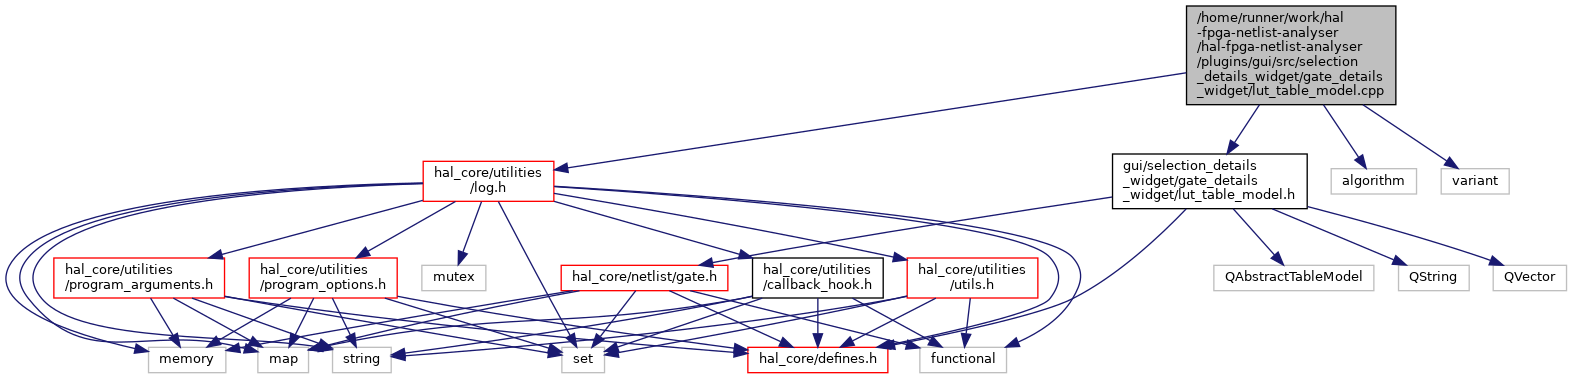 /home/runner/work/hal
-fpga-netlist-analyser
/hal-fpga-netlist-analyser
/plugins/gui/src/selection
_details_widget/gate_details
_widget/lut_table_model.cpp
hal_core/utilities
/log.h
gui/selection_details
_widget/gate_details
_widget/lut_table_model.h
algorithm
variant
hal_core/utilities
/program_arguments.h
hal_core/utilities
/program_options.h
mutex
hal_core/netlist/gate.h
hal_core/utilities
/callback_hook.h
hal_core/utilities
/utils.h
QAbstractTableModel
QString
QVector
memory
map
string
set
hal_core/defines.h
functional